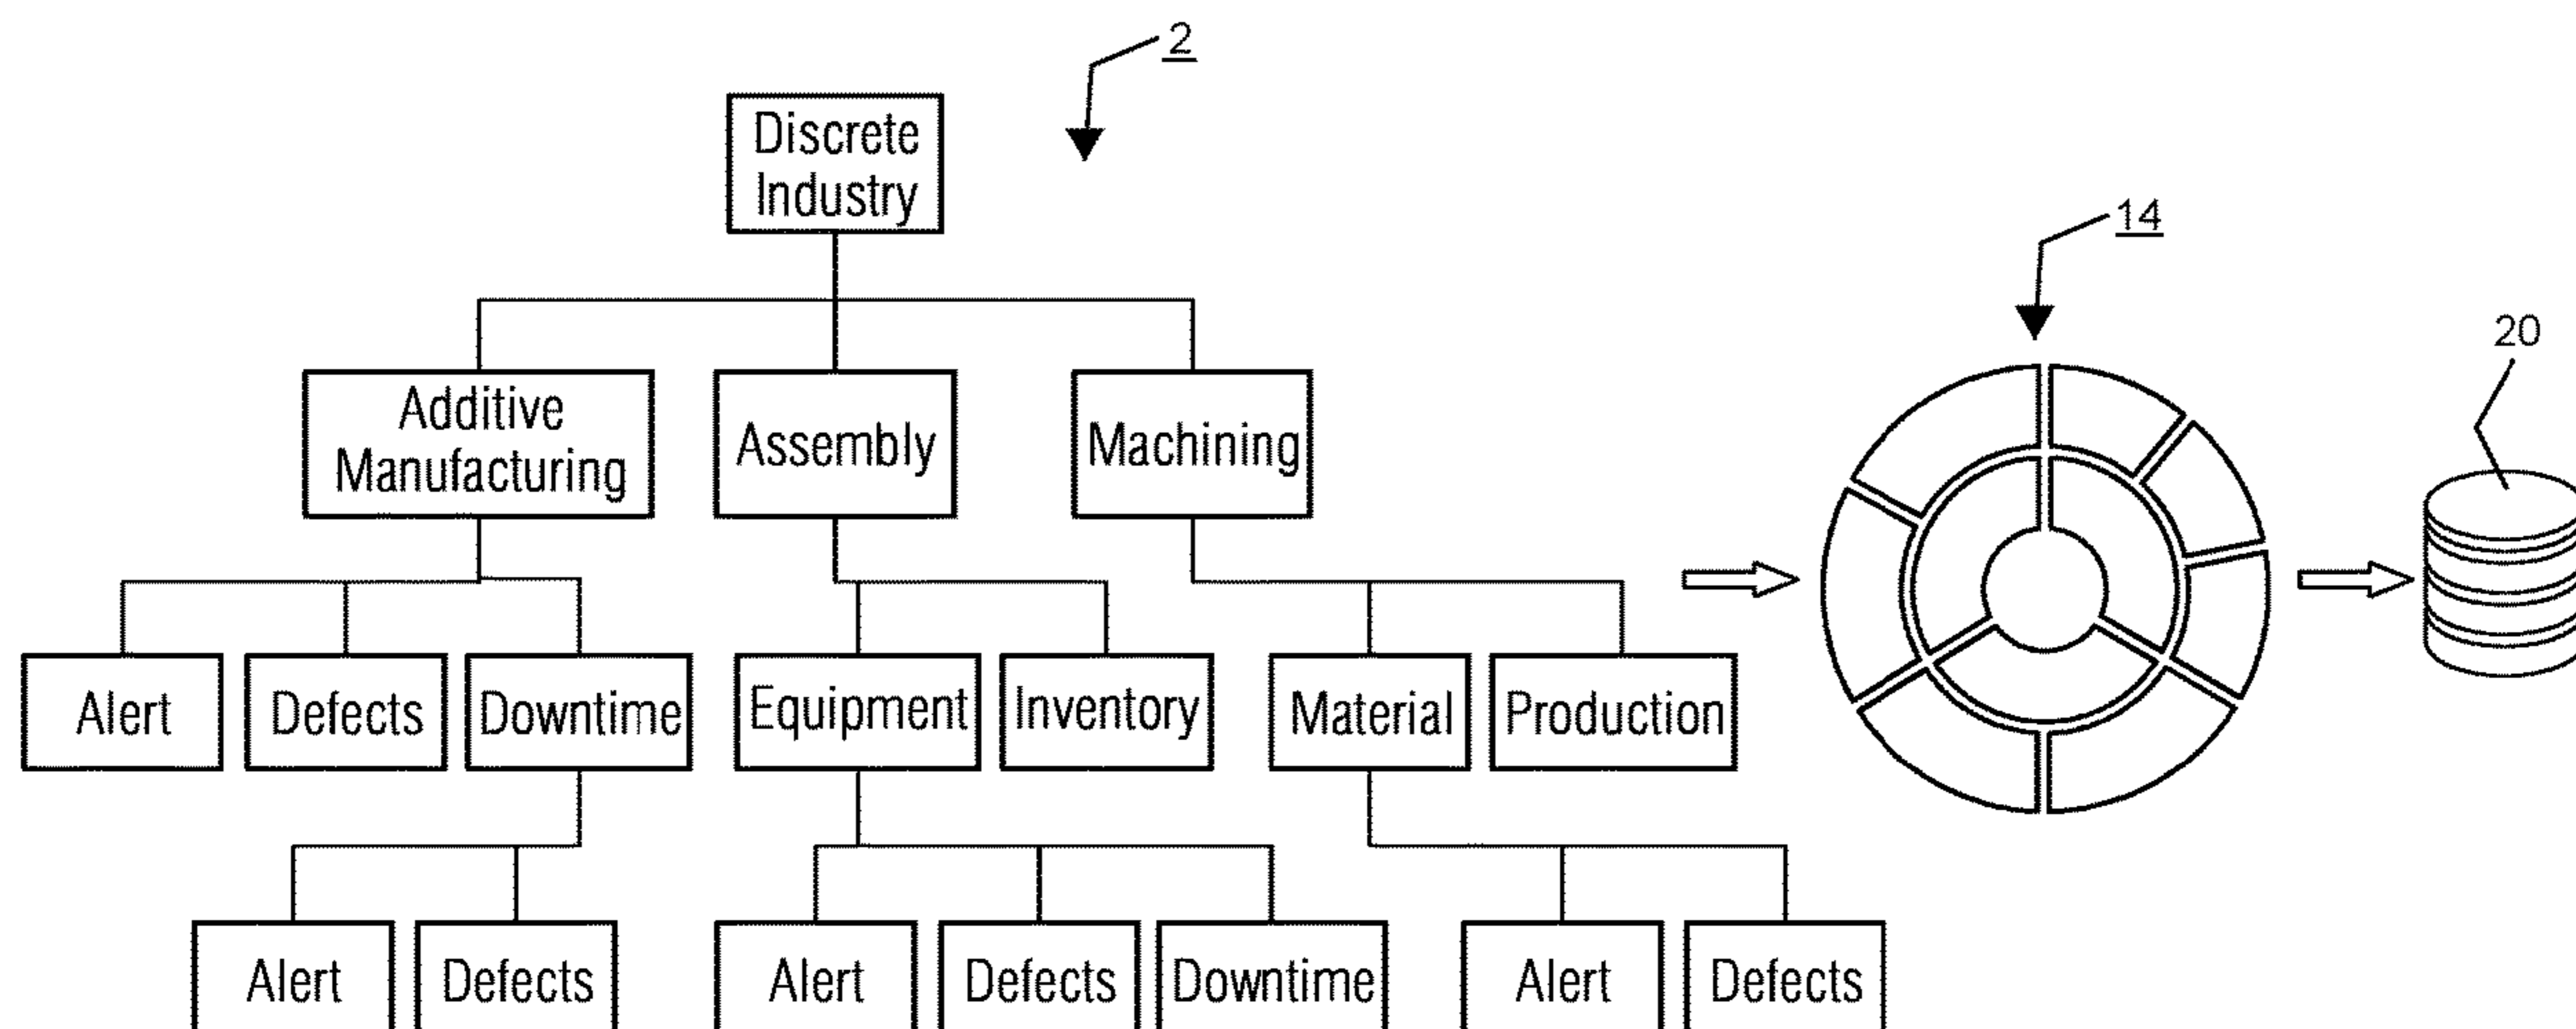 2
Discrete
Industry
14
20
Additive
Manufacturing
Assembly
Machining
Alert
Defects
Downtime
Equipment
Inventory
Material
Production
Alert
Defects
Alert
Defects
Downtime
Alert
Defects